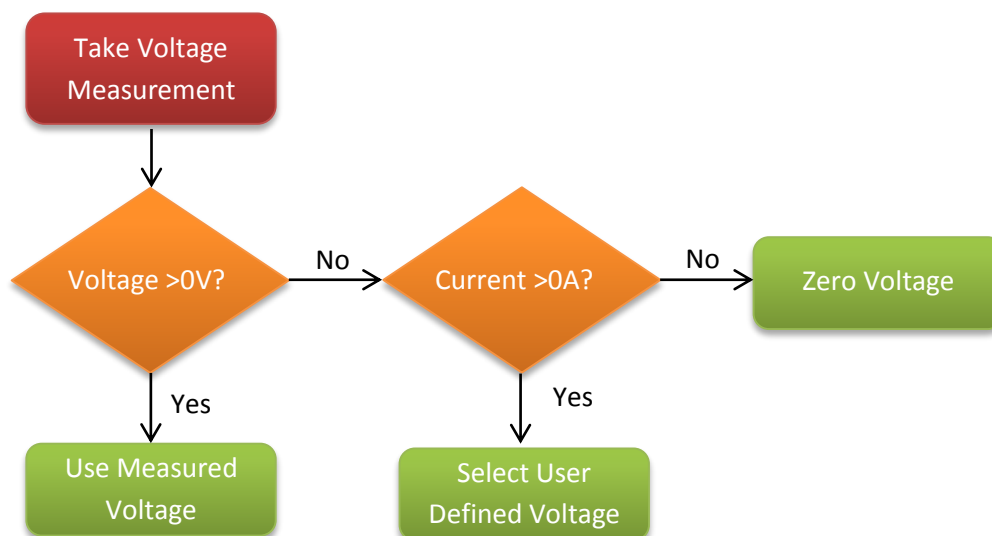 Take Voltage
Measurement
Voltage >0V?
No
Current >0A?
No
Zero Voltage
Yes
Yes
Use Measured
Voltage
Select User
Defined Voltage